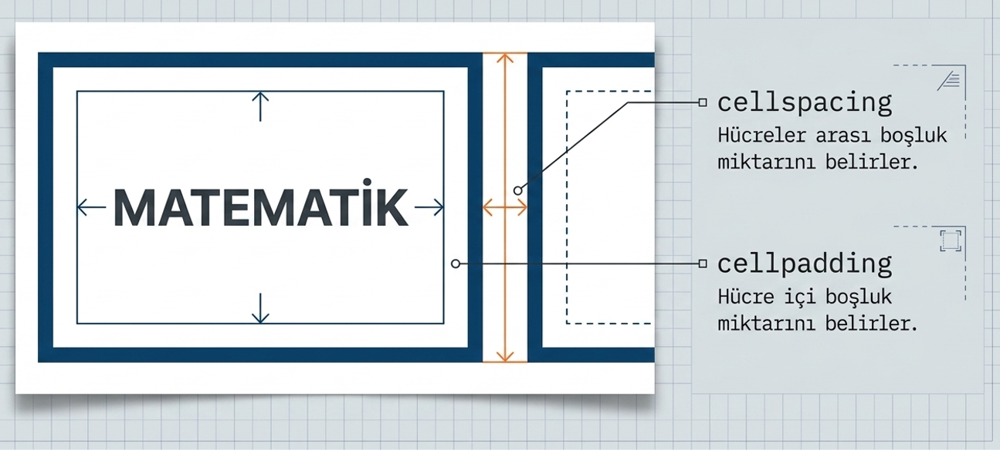 MATEMATİK
cellspacing
Hücreler arası boşluk
miktarını belirler.
cellpadding
Hücre içi boşluk
miktarını belirler.